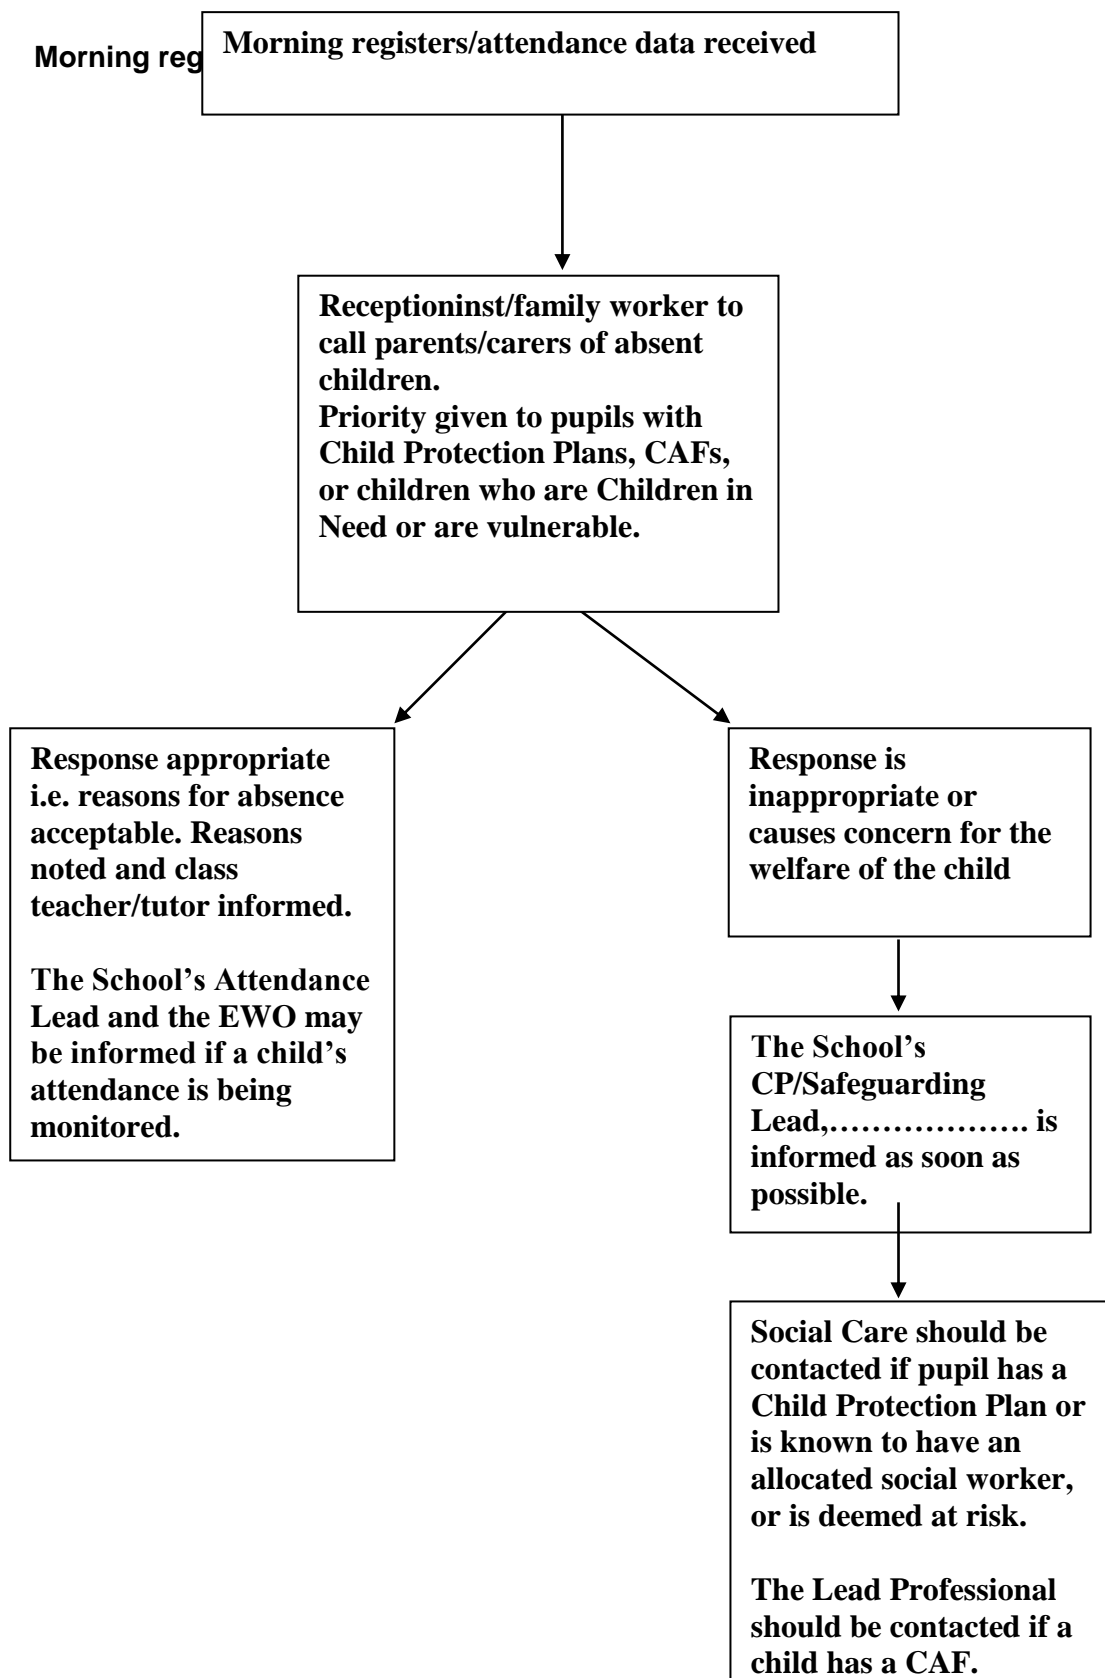 Morning reg
Morning registers/attendance data received
Receptioninst/family worker to
call parents/carers of absent
children.
Priority given to pupils with
Child Protection Plans, CAFs,
or children who are Children in
Need or are vulnerable.
Response appropriate
i.e. reasons for absence
acceptable. Reasons
noted and class
teacher/tutor informed.
The School’s Attendance
Lead and the EWO may
be informed if a child’s
attendance is being
monitored.
Response is
inappropriate or
causes concern for the
welfare of the child
The School’s
CP/Safeguarding
Lead,………………… is
informed as soon as
possible.
Social Care should be
contacted if pupil has a
Child Protection Plan or
is known to have an
allocated social worker,
or is deemed at risk.
The Lead Professional
should be contacted if a
child has a CAF.